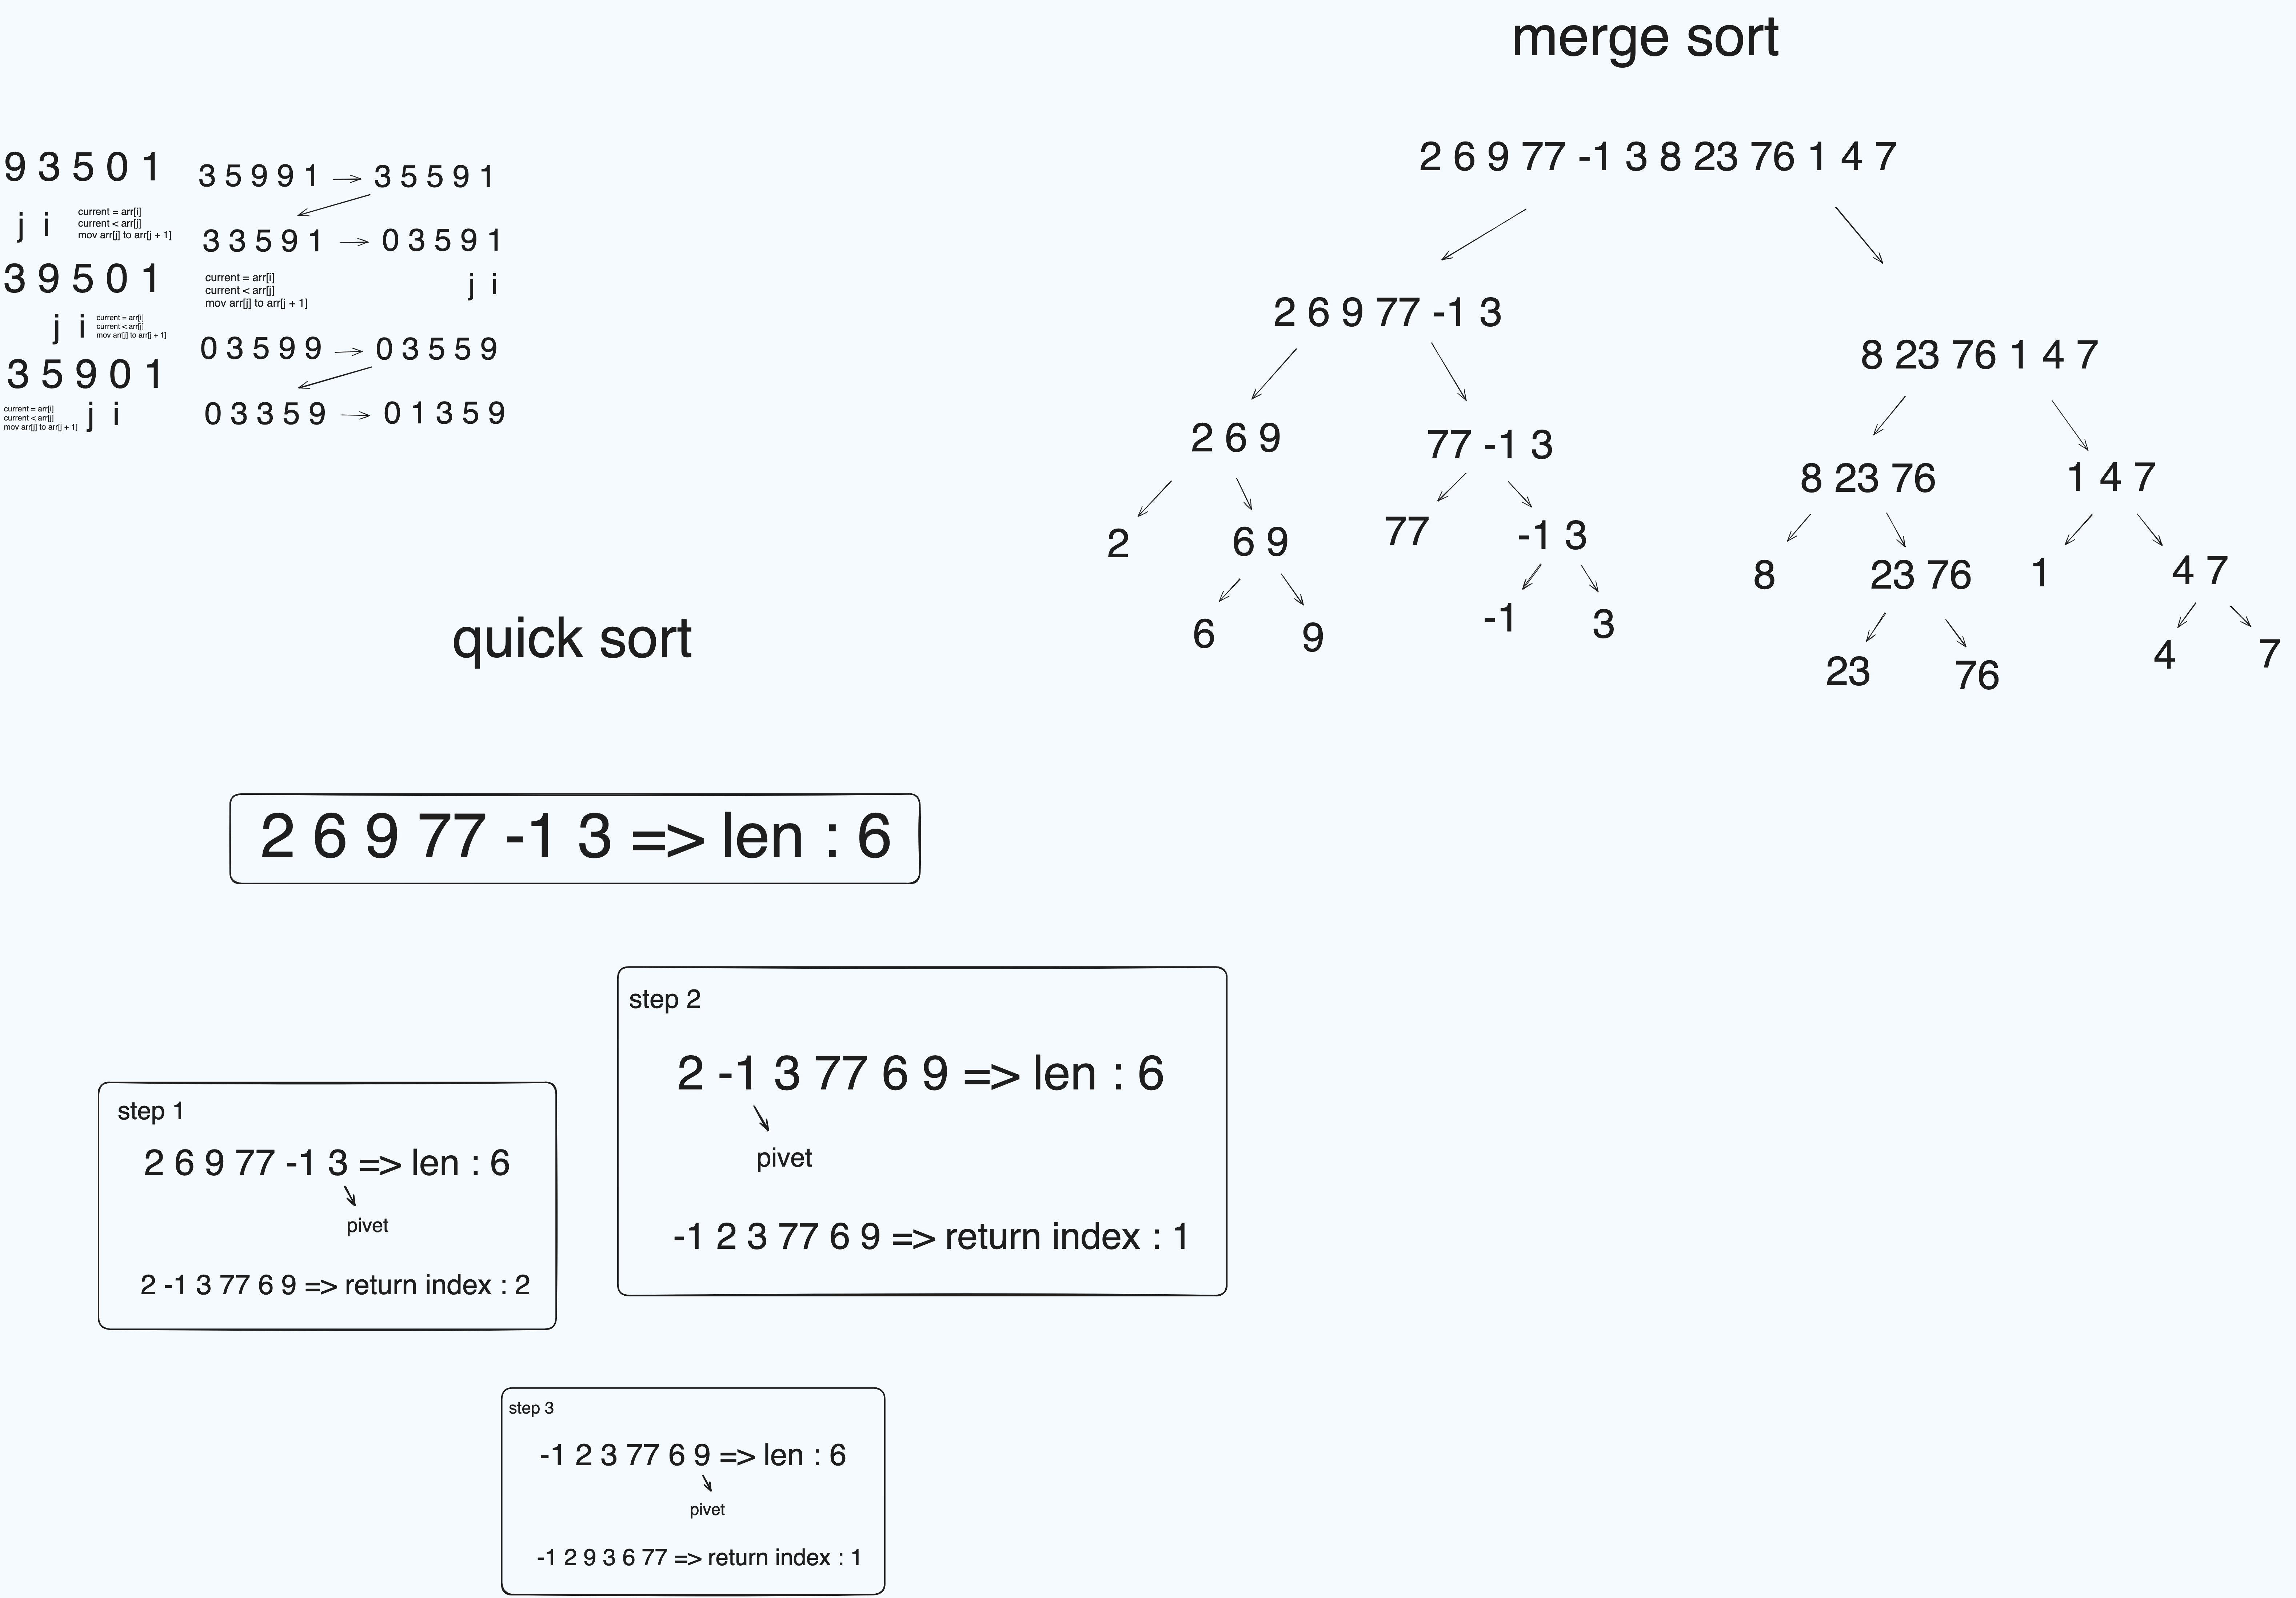 merge sort
9 3 5 0 1
j i
current = arr[i]
current < arr[j]
mov arr[j] to arr[j + 1]
3 9 5 0 1
j i
current = arr[i]
current < arr[j]
mov arr[j] to arr[j + 1]
3 5 9 0 1
current = arr[i]
current < arr[j]
mov arr[j] to arr[j + 1]
j i
3 5 9 9 1
3 5 5 9 1
3 3 5 9 1
0 3 5 9 1
current = arr[i]
current < arr[j]
mov arr[j] to arr[j + 1]
j i
0 3 5 9 9
0 3 5 5 9
0 3 3 5 9
0 1 3 5 9
2 6 9 77 -1 3 8 23 76 1 4 7
2 6 9 77 -1 3
8 23 76 1 4 7
2 6 9
77 -1 3
8 23 76
1 4 7
2
6 9
77
-1 3
8
23 76
1
4 7
6
9
-1
3
23
76
4
7
quick sort
2 6 9 77 -1 3 => len : 6
step 1
2 6 9 77 -1 3 => len : 6
pivet
2 -1 3 77 6 9 => return index : 2
step 2
2 -1 3 77 6 9 => len : 6
pivet
-1 2 3 77 6 9 => return index : 1
step 3
-1 2 3 77 6 9 => len : 6
pivet
-1 2 9 3 6 77 => return index : 1